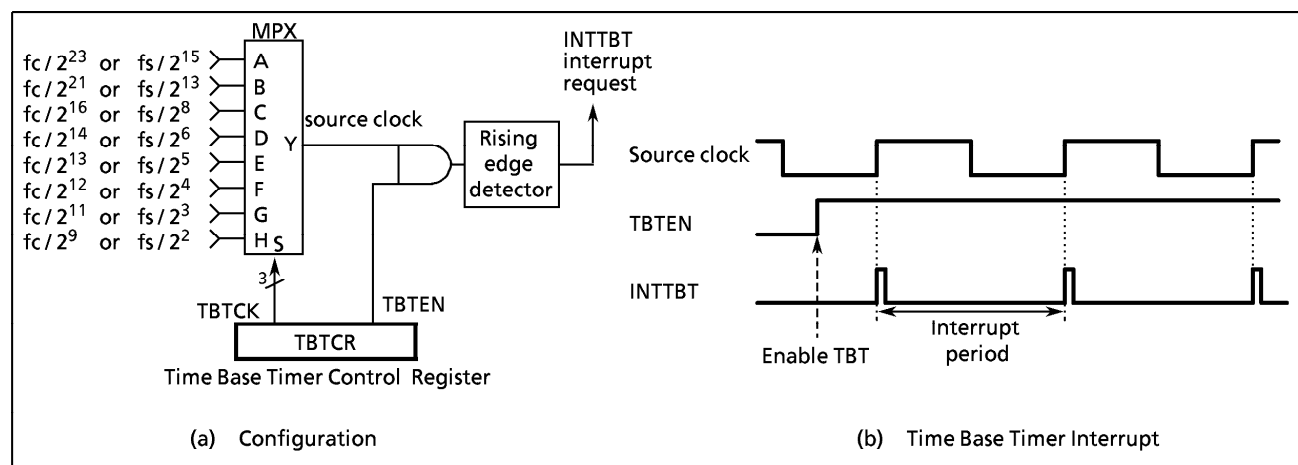 MPX
fc/2^23 or fs/2^15 A
fc/2^21 or fs/2^13 B
fc/2^16 or fs/2^8 C
fc/2^14 or fs/2^6 D
fc/2^13 or fs/2^5 E
fc/2^12 or fs/2^4 F
fc/2^11 or fs/2^3 G
fc/2^9 or fs/2^2 H
S
Y
source clock
3
TBTCK
TBTEN
TBTCR
Time Base Timer Control Register
Rising
edge
detector
INTTBT
interrupt
request
(a) Configuration
Source clock
TBTEN
INTTBT
Enable TBT
Interrupt
period
(b) Time Base Timer Interrupt